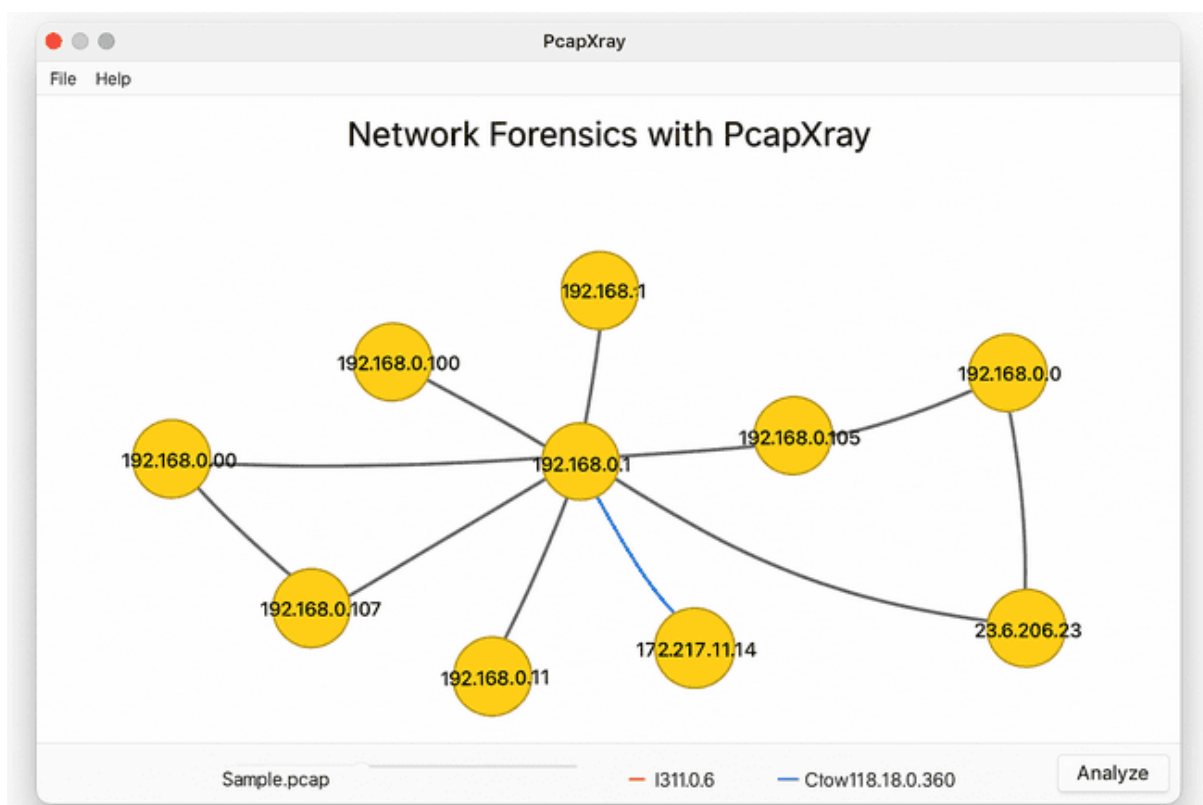 PcapXray
File Help
Network Forensics with PcapXray
192.168.:1
192.168.0.100
192.168.0.0
192.168.0.105
192.168.0.00
192.168.0.1
192.168.0.107
23.6.206.23
172.217.11.14
192.168.0.11
Sample.pcap
I311.0.6
Ctow118.18.0.360
Analyze